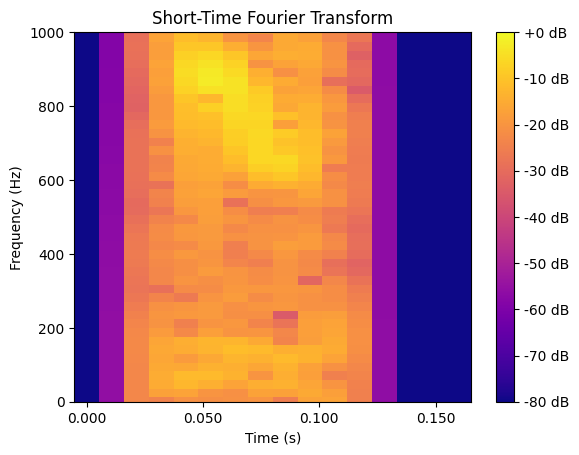 Short-Time Fourier Transform
1000
800
600
400
200
0
Frequency (Hz)
0.000
0.050
0.100
0.150
Time (s)
+0 dB
-10 dB
-20 dB
-30 dB
-40 dB
-50 dB
-60 dB
-70 dB
-80 dB